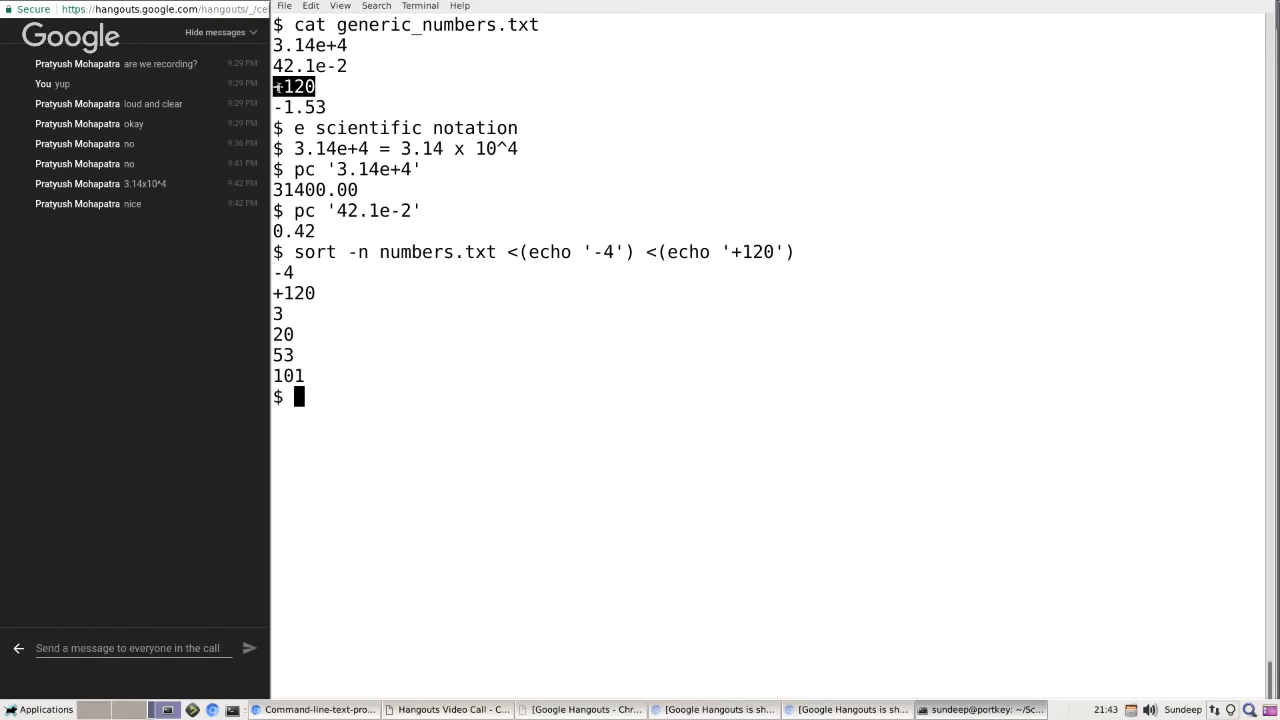 Secure
https://hangouts.google.com/hangouts/_/ce
Google
Hide messages
Pratyush Mohapatra are we recording? 9:29 PM
You yup 9:29 PM
Pratyush Mohapatra loud and clear 9:29 PM
Pratyush Mohapatra okay 9:29 PM
Pratyush Mohapatra no 9:36 PM
Pratyush Mohapatra no 9:41 PM
Pratyush Mohapatra 3.14x10^4 9:42 PM
Pratyush Mohapatra nice 9:42 PM
Send a message to everyone in the call
File Edit View Search Terminal Help
$ cat generic_numbers.txt
3.14e+4
42.1e-2
+120
-1.53
$ e scientific notation
$ 3.14e+4 = 3.14 x 10^4
$ pc '3.14e+4'
31400.00
$ pc '42.1e-2'
0.42
$ sort -n numbers.txt <(echo '-4') <(echo '+120')
-4
+120
3
20
53
101
$
Applications
Command-line-text-pro...
Hangouts Video Call - C...
[Google Hangouts - Chr...
[Google Hangouts is sh...
[Google Hangouts is sh...
sundeep@portkey: ~/Sc...
21:43
Sundeep